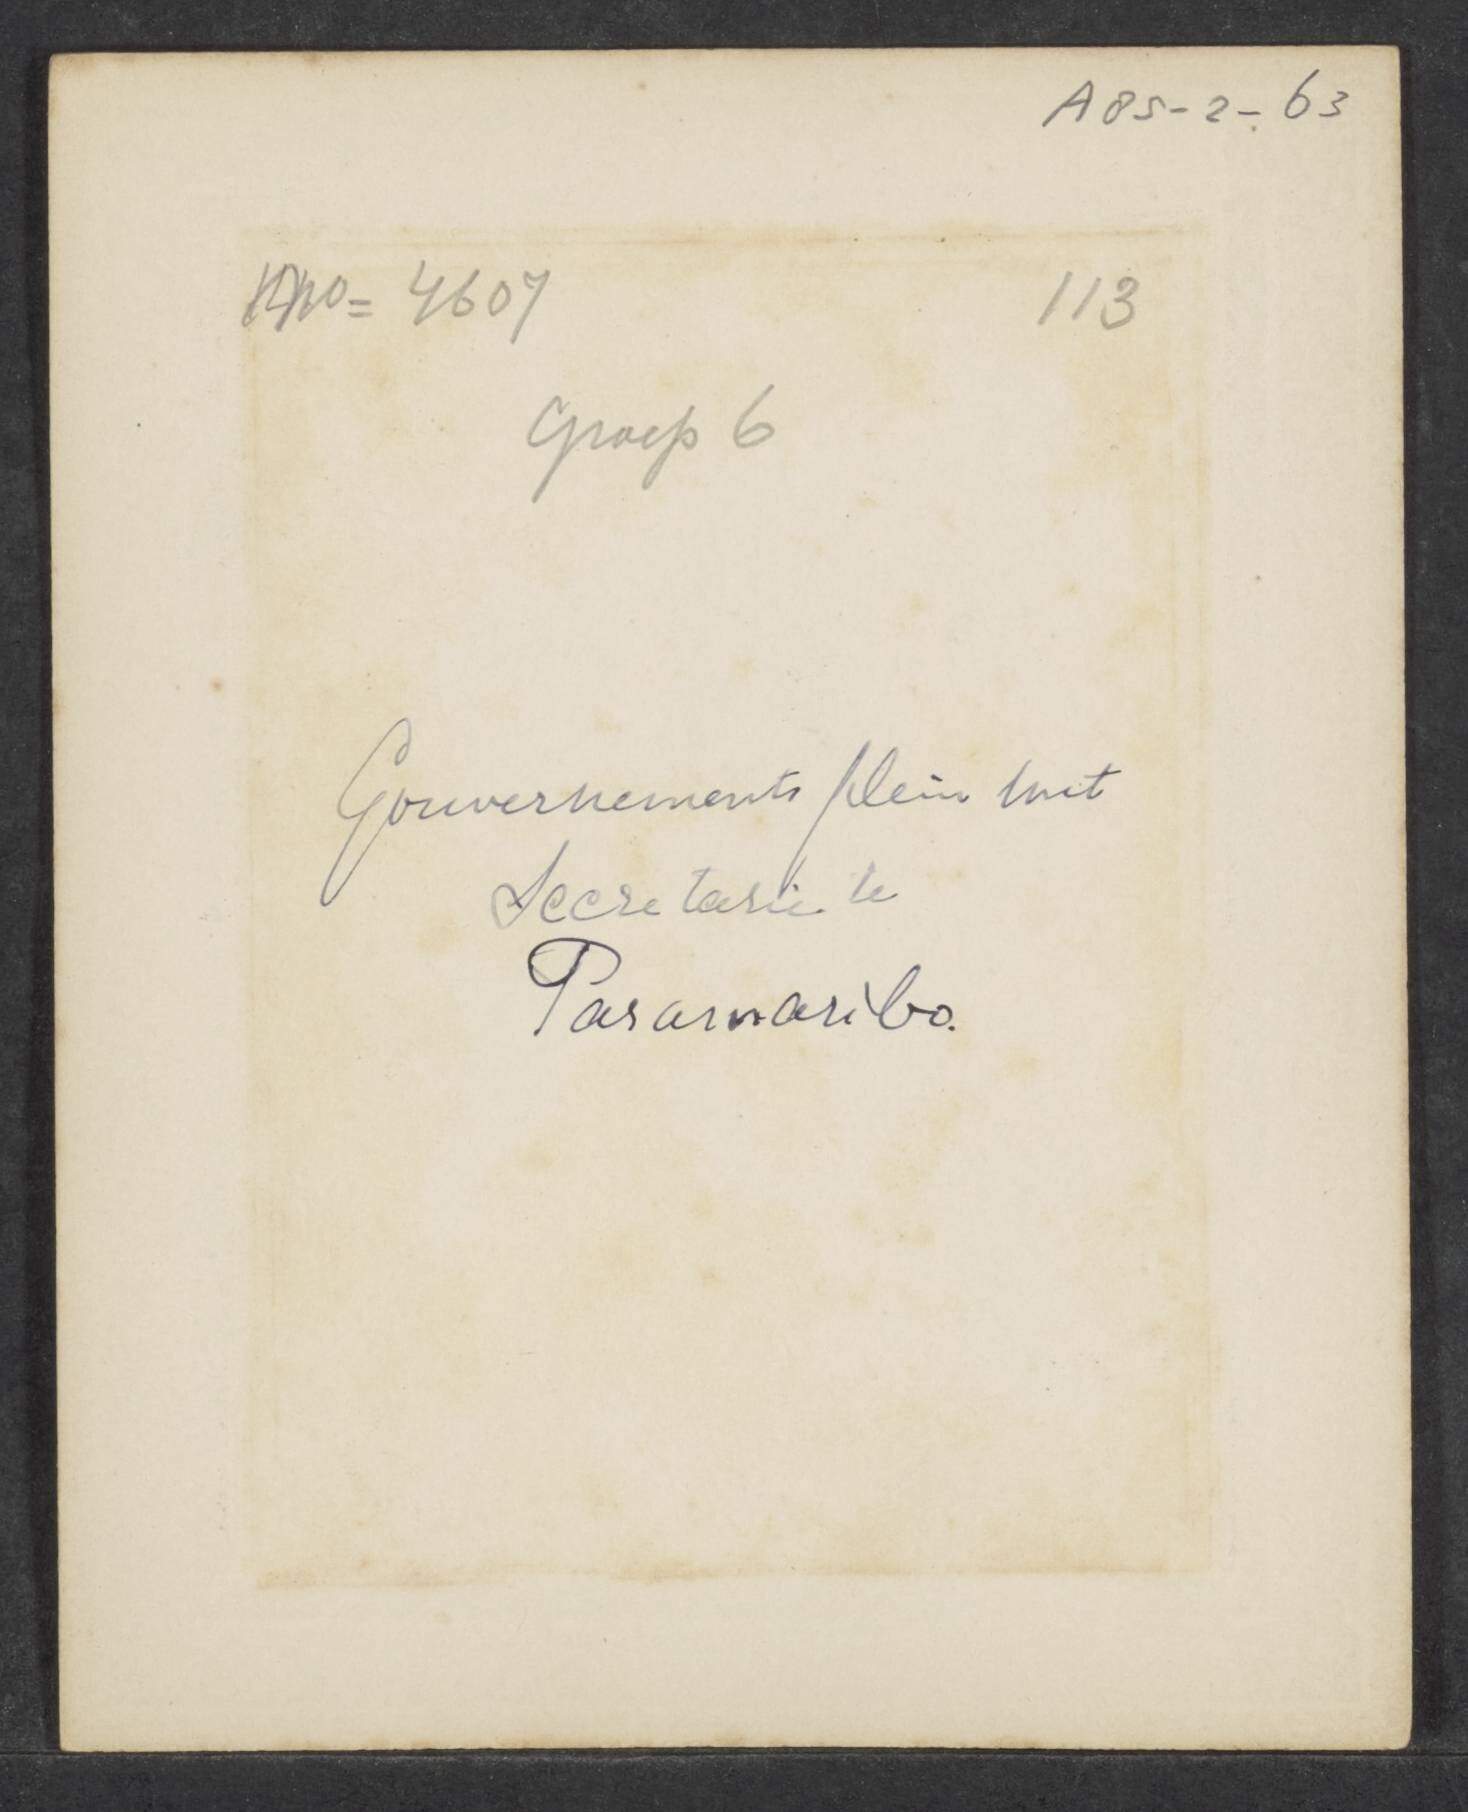 A85-2-63
No= 4607
113
Groep 6
Gouvernements plein met
Secretarie te
Paramaribo.